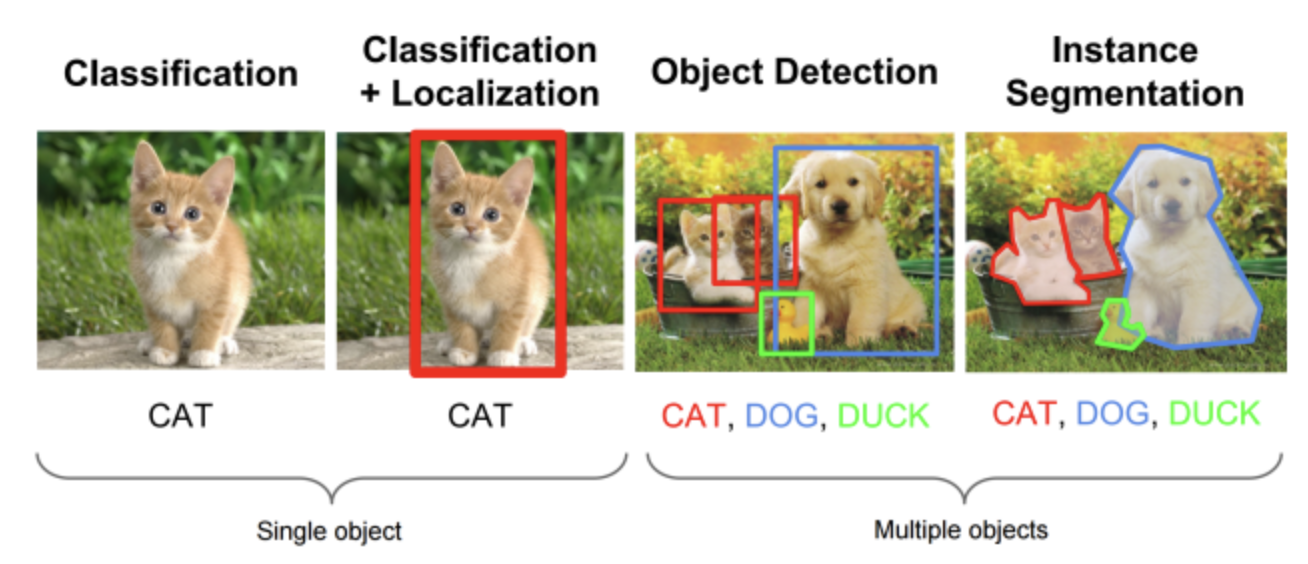 Classification
Classification
+ Localization
Object Detection
Instance
Segmentation
CAT
CAT
CAT, DOG, DUCK
CAT, DOG, DUCK
Single object
Multiple objects